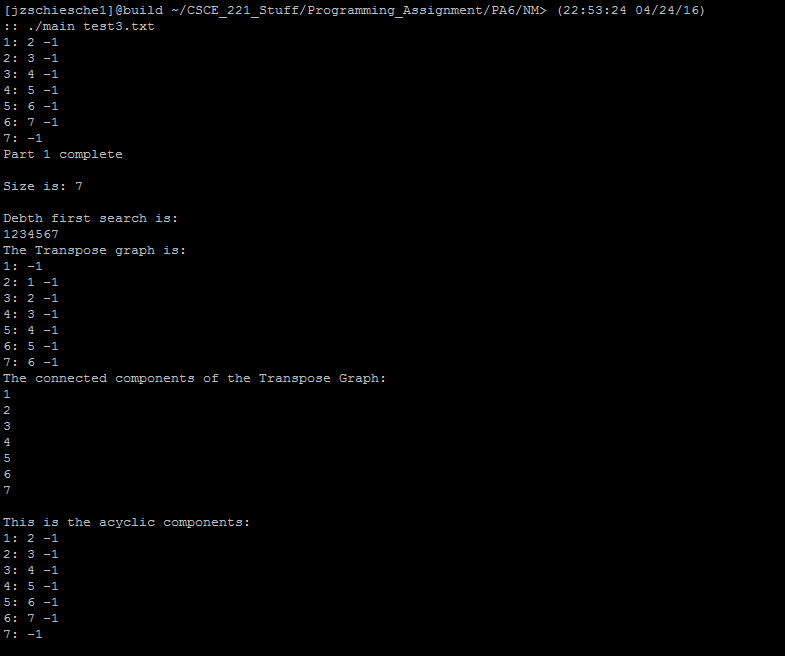 [jzschiesche1]@build ~/CSCE_221_Stuff/Programming_Assignment/PA6/NM> (22:53:24 04/24/16)
:: ./main test3.txt
1: 2 -1
2: 3 -1
3: 4 -1
4: 5 -1
5: 6 -1
6: 7 -1
7: -1
Part 1 complete
Size is: 7
Debth first search is:
1234567
The Transpose graph is:
1: -1
2: 1 -1
3: 2 -1
4: 3 -1
5: 4 -1
6: 5 -1
7: 6 -1
The connected components of the Transpose Graph:
1
2
3
4
5
6
7
This is the acyclic components:
1: 2 -1
2: 3 -1
3: 4 -1
4: 5 -1
5: 6 -1
6: 7 -1
7: -1